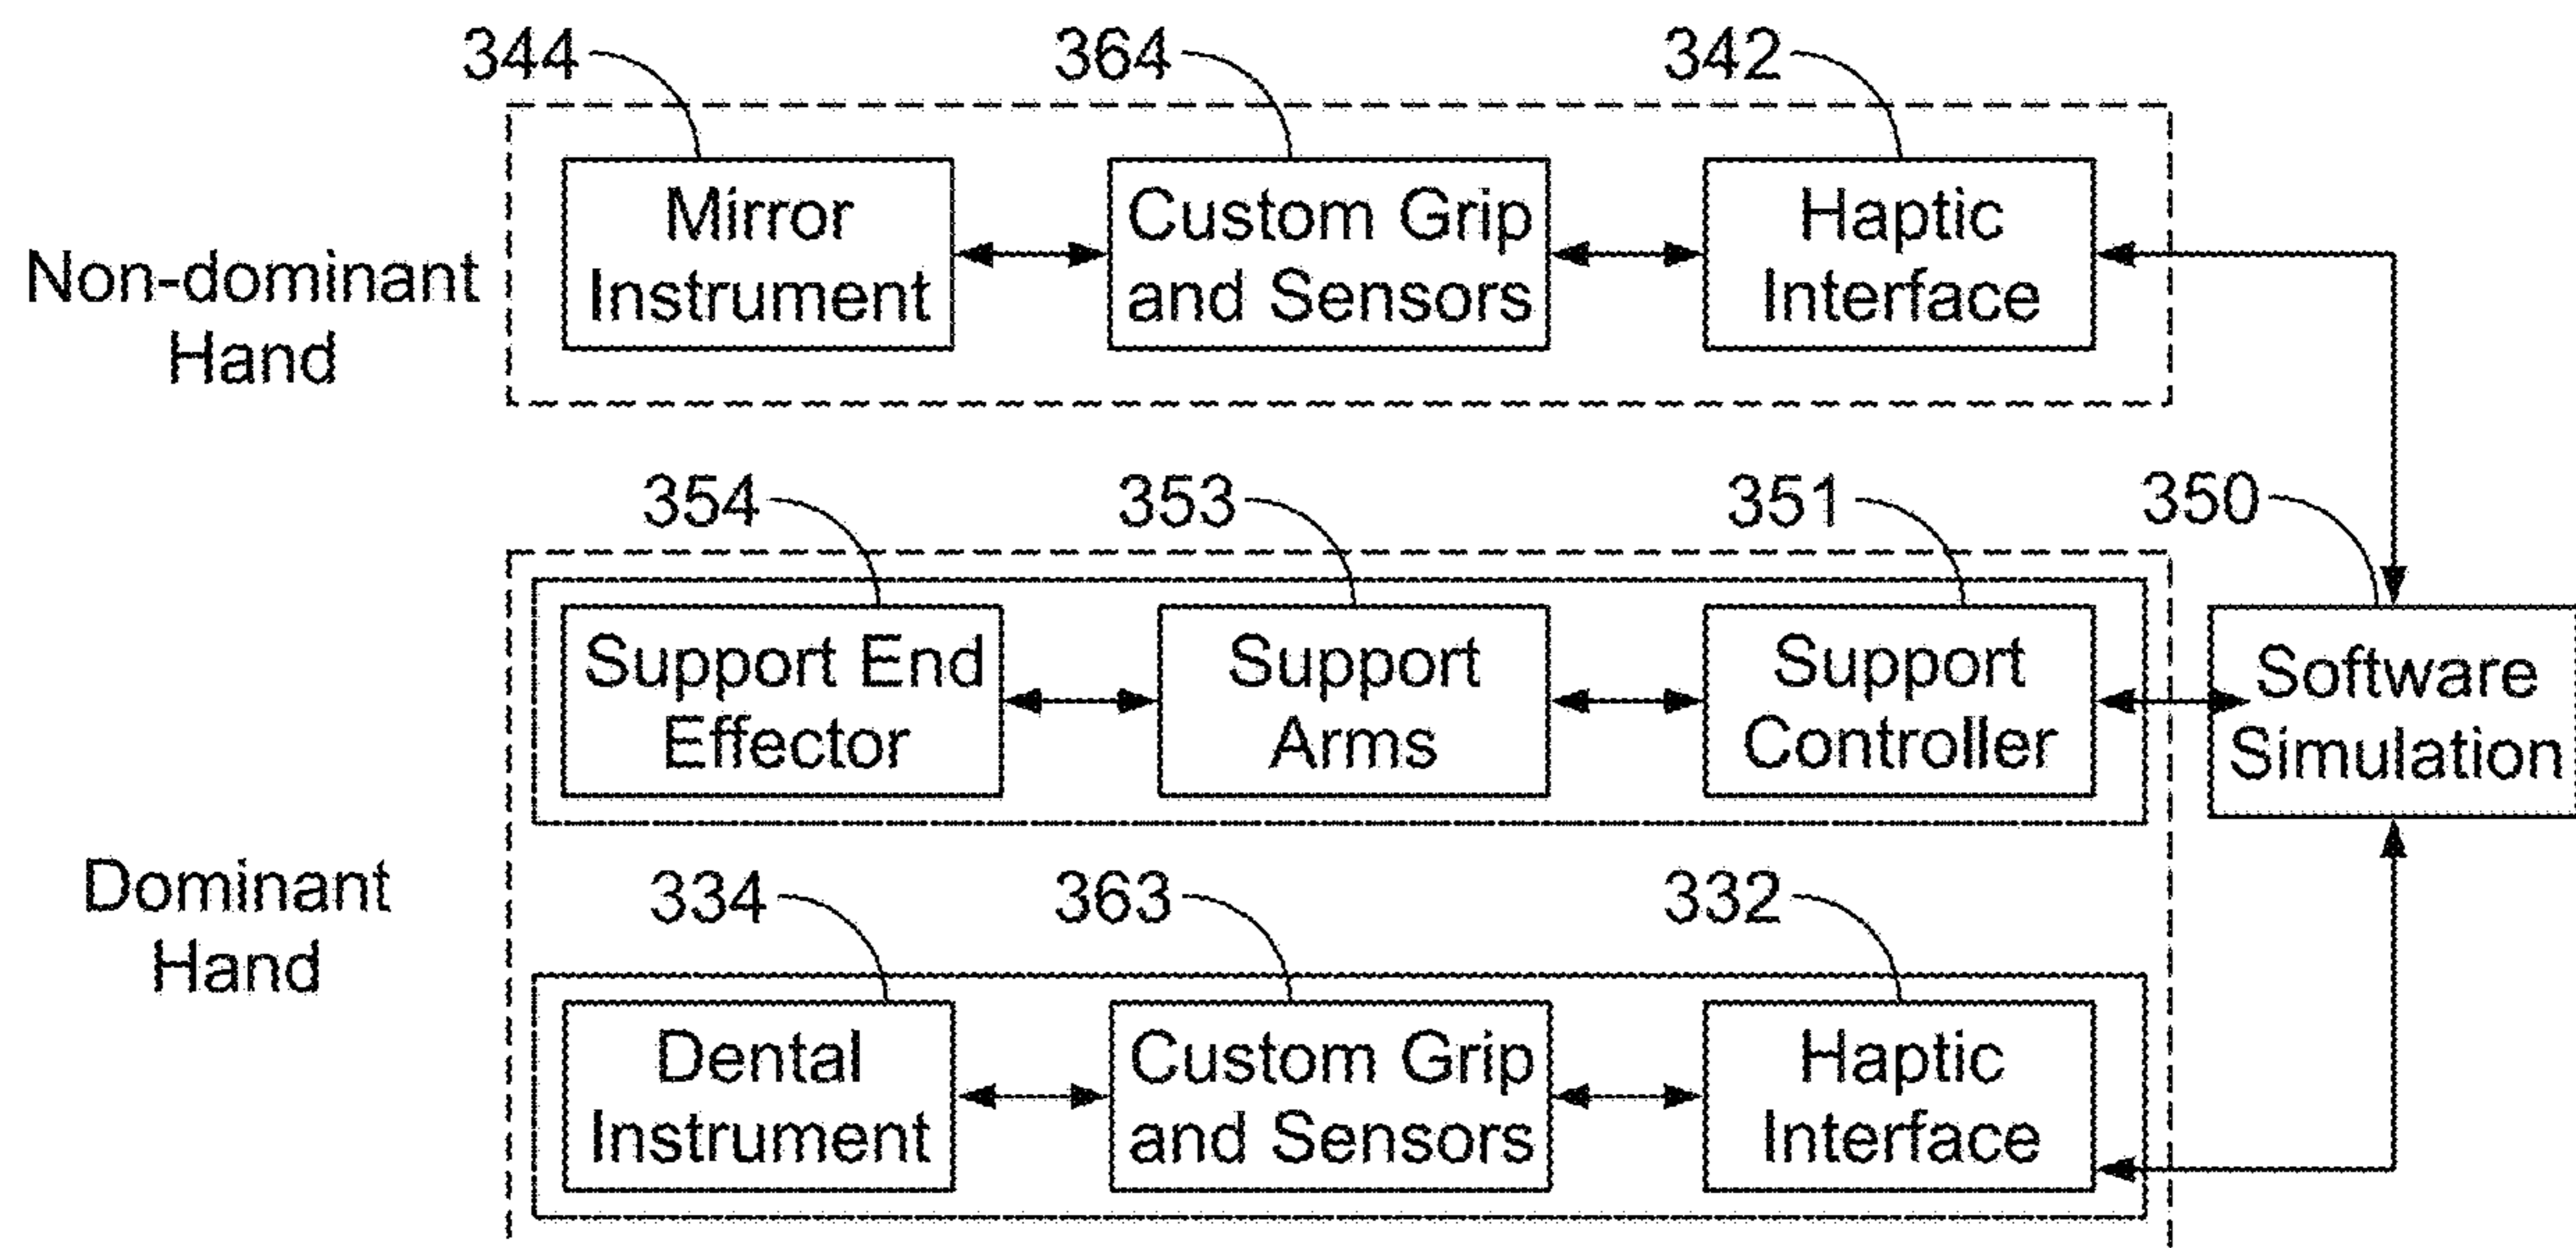 344
364
342
Non-dominant
Hand
Mirror
Instrument
Custom Grip
and Sensors
Haptic
Interface
354
353
351
350
Support End
Effector
Support
Arms
Support
Controller
Software
Simulation
Dominant
Hand
334
363
332
Dental
Instrument
Custom Grip
and Sensors
Haptic
Interface